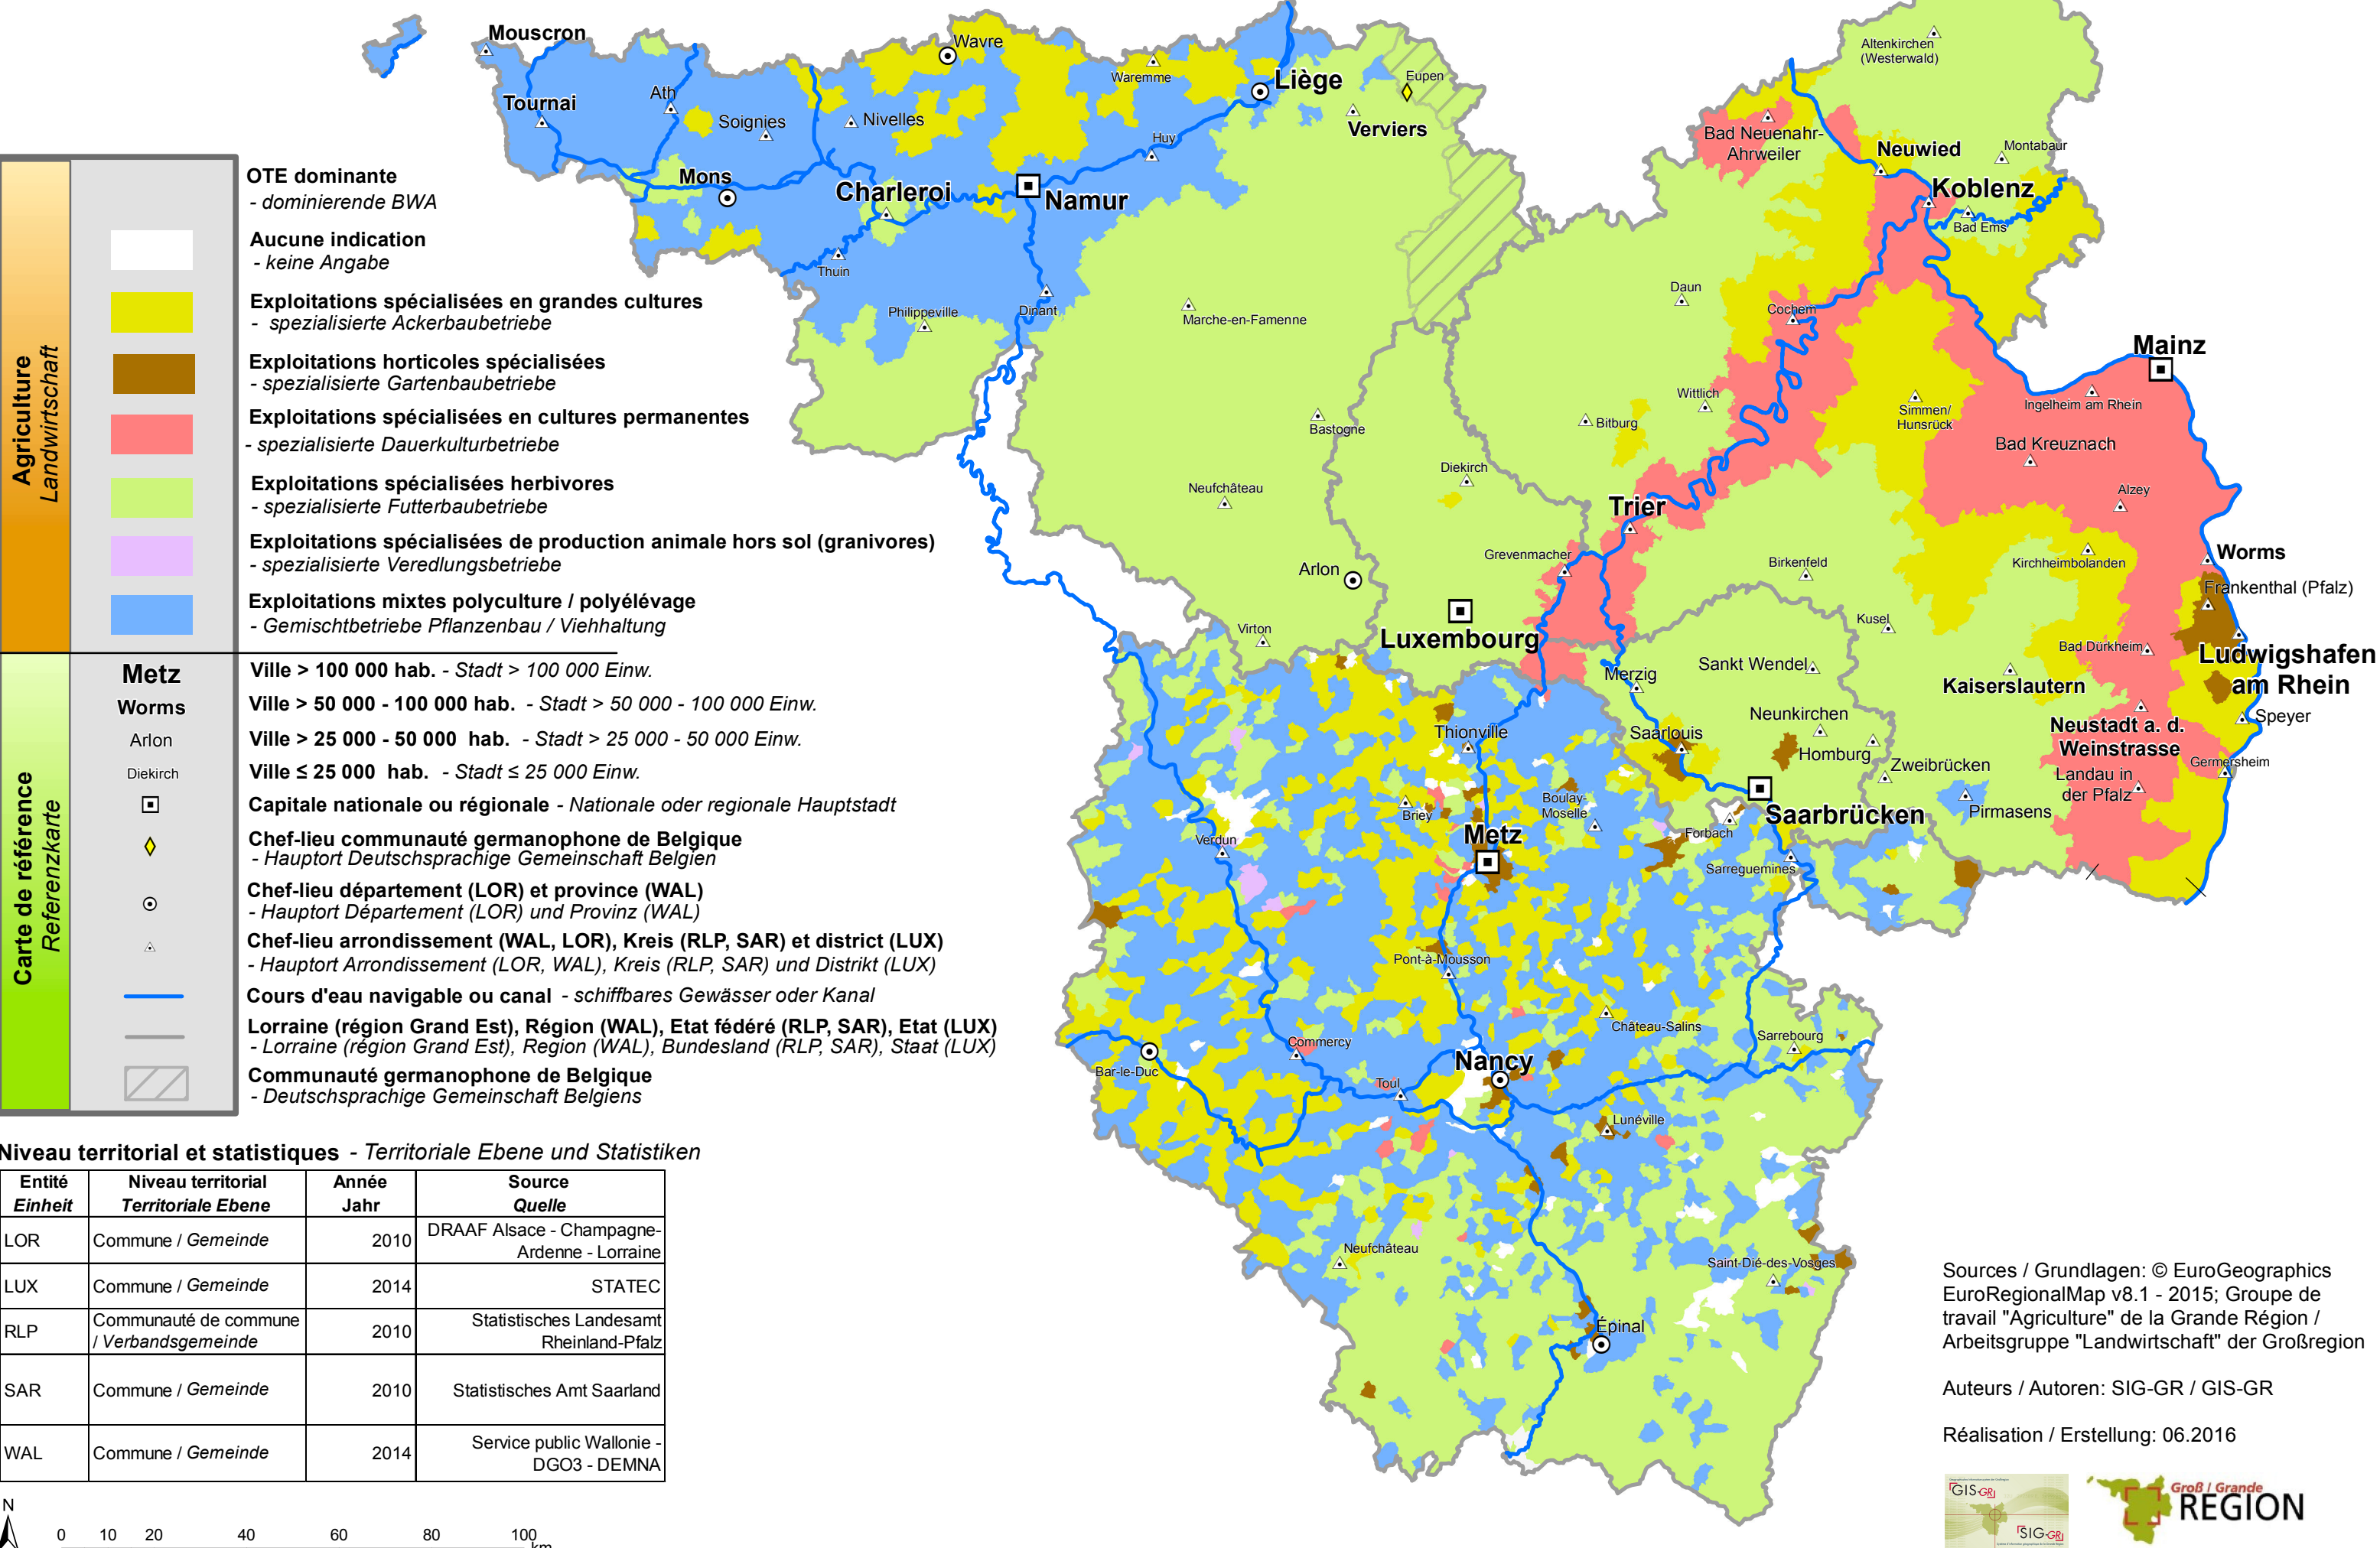 Agriculture
Landwirtschaft
OTE dominante
- dominierende BWA
Aucune indication
- keine Angabe
Exploitations spécialisées en grandes cultures
- spezialisierte Ackerbaubetriebe
Exploitations horticoles spécialisées
- spezialisierte Gartenbaubetriebe
Exploitations spécialisées en cultures permanentes
- spezialisierte Dauerkulturbetriebe
Exploitations spécialisées herbivores
- spezialisierte Futterbaubetriebe
Exploitations spécialisées de production animale hors sol (granivores)
- spezialisierte Veredlungsbetriebe
Exploitations mixtes polyculture / polyélévage
- Gemischtbetriebe Pflanzenbau / Viehhaltung
Carte de référence
Referenzkarte
Metz
Ville > 100 000 hab. - Stadt > 100 000 Einw.
Worms
Ville > 50 000 - 100 000 hab. - Stadt > 50 000 - 100 000 Einw.
Arlon
Ville > 25 000 - 50 000 hab. - Stadt > 25 000 - 50 000 Einw.
Diekirch
Ville ≤ 25 000 hab. - Stadt ≤ 25 000 Einw.
Capitale nationale ou régionale - Nationale oder regionale Hauptstadt
Chef-lieu communauté germanophone de Belgique
- Hauptort Deutschsprachige Gemeinschaft Belgien
Chef-lieu département (LOR) et province (WAL)
- Hauptort Département (LOR) und Provinz (WAL)
Chef-lieu arrondissement (WAL, LOR), Kreis (RLP, SAR) et district (LUX)
- Hauptort Arrondissement (LOR, WAL), Kreis (RLP, SAR) und Distrikt (LUX)
Cours d'eau navigable ou canal - schiffbares Gewässer oder Kanal
Lorraine (région Grand Est), Région (WAL), Etat fédéré (RLP, SAR), Etat (LUX)
- Lorraine (région Grand Est), Region (WAL), Bundesland (RLP, SAR), Staat (LUX)
Communauté germanophone de Belgique
- Deutschsprachige Gemeinschaft Belgiens
Niveau territorial et statistiques - Territoriale Ebene und Statistiken
Entité Niveau territorial Année Source
Einheit Territoriale Ebene Jahr Quelle
LOR Commune / Gemeinde 2010 DRAAF Alsace - Champagne-
Ardenne - Lorraine
LUX Commune / Gemeinde 2014 STATEC
RLP Communauté de commune
/ Verbandsgemeinde 2010 Statistisches Landesamt
Rheinland-Pfalz
SAR Commune / Gemeinde 2010 Statistisches Amt Saarland
WAL Commune / Gemeinde 2014 Service public Wallonie -
DGO3 - DEMNA
N
0 10 20 40 60 80 100
km
Mouscron
Tournai
Ath
Soignies
Nivelles
Wavre
Waremme
Liège
Eupen
Verviers
Huy
Mons
Charleroi
Namur
Thuin
Philippeville
Dinant
Marche-en-Famenne
Bastogne
Neufchâteau
Arlon
Virton
Diekirch
Grevenmacher
Luxembourg
Altenkirchen
(Westerwald)
Bad Neuenahr-
Ahrweiler
Neuwied
Montabaur
Koblenz
Bad Ems
Daun
Cochem
Mainz
Wittlich
Simmen/
Hunsrück
Ingelheim am Rhein
Bitburg
Bad Kreuznach
Alzey
Trier
Birkenfeld
Kirchheimbolanden
Worms
Frankenthal (Pfalz)
Kusel
Bad Dürkheim
Ludwigshafen
am Rhein
Kaiserslautern
Speyer
Neustadt a. d.
Weinstrasse
Germersheim
Landau in
der Pfalz
Zweibrücken
Pirmasens
Merzig
Sankt Wendel
Neunkirchen
Homburg
Saarlouis
Saarbrücken
Thionville
Briey
Boulay-
Moselle
Forbach
Sarreguemines
Metz
Verdun
Pont-à-Mousson
Château-Salins
Sarrebourg
Commercy
Bar-le-Duc
Toul
Nancy
Lunéville
Neufchâteau
Saint-Dié-des-Vosges
Épinal
Sources / Grundlagen: © EuroGeographics
EuroRegionalMap v8.1 - 2015; Groupe de
travail "Agriculture" de la Grande Région /
Arbeitsgruppe "Landwirtschaft" der Großregion
Auteurs / Autoren: SIG-GR / GIS-GR
Réalisation / Erstellung: 06.2016
GIS-GR
SIG-GR
Groß / Grande
REGION